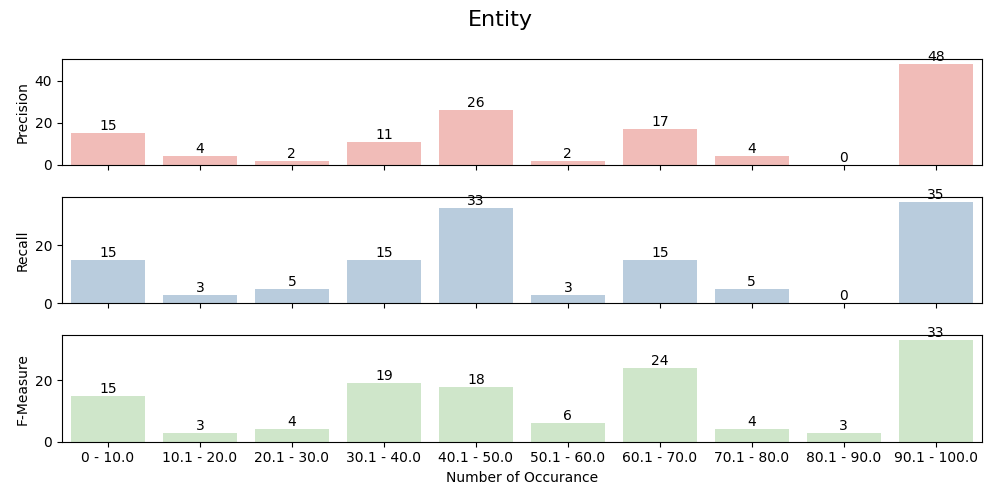 Entity
Precision
40
20
0
15 4 2 11 26 2 17 4 0 48
Recall
20
0
15 3 5 15 33 3 15 5 0 35
F-Measure
20
0
15 3 4 19 18 6 24 4 3 33
0 - 10.0 10.1 - 20.0 20.1 - 30.0 30.1 - 40.0 40.1 - 50.0 50.1 - 60.0 60.1 - 70.0 70.1 - 80.0 80.1 - 90.0 90.1 - 100.0
Number of Occurance